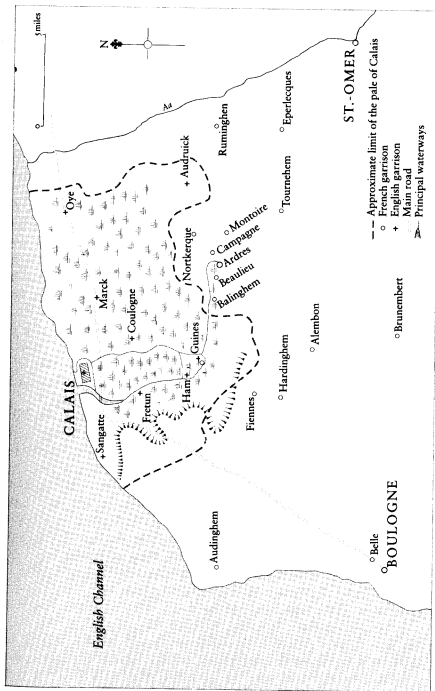 English Channel
CALAIS
Sangatte
Fretun
Ham
Guines
Coulogne
Marck
Oye
Audruick
Nortkerque
Ruminghen
Aa
Montoire
Campagne
Ardres
Beaulieu
Balinghem
Eperlecques
Tournehem
Fiennes
Hardinghem
Alembon
Brunembert
Audinghem
Belle
BOULOGNE
ST.-OMER
N
0 5 miles
Approximate limit of the pale of Calais
French garrison
English garrison
Main road
Principal waterways